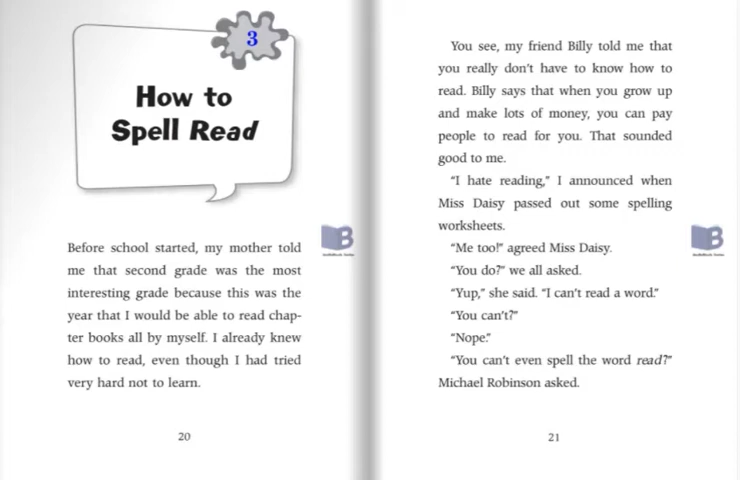 3
How to
Spell Read
Before school started, my mother told
me that second grade was the most
interesting grade because this was the
year that I would be able to read chap-
ter books all by myself. I already knew
how to read, even though I had tried
very hard not to learn.
20
B
You see, my friend Billy told me that
you really don’t have to know how to
read. Billy says that when you grow up
and make lots of money, you can pay
people to read for you. That sounded
good to me.
“I hate reading,” I announced when
Miss Daisy passed out some spelling
worksheets.
“Me too!” agreed Miss Daisy.
“You do?” we all asked.
“Yup,” she said. “I can’t read a word.”
“You can’t?”
“Nope.”
“You can’t even spell the word read?”
Michael Robinson asked.
21
B